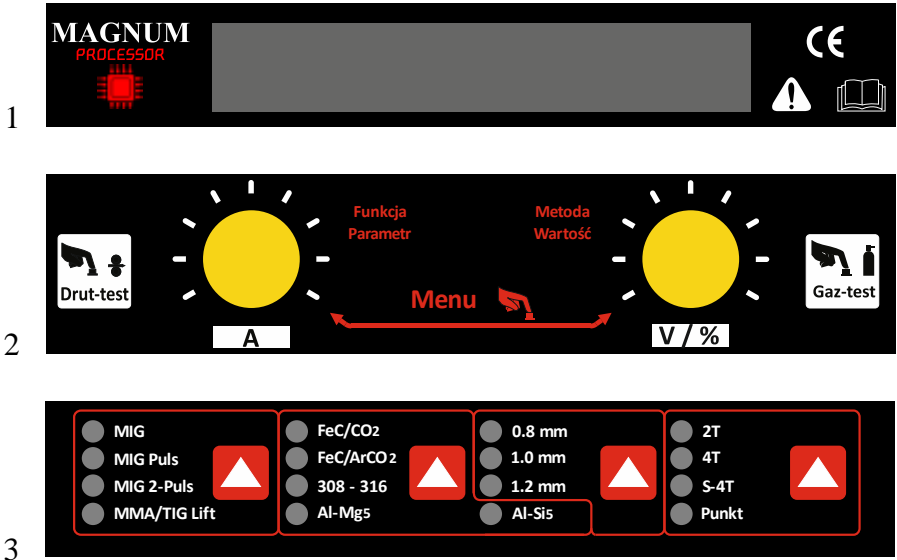 MAGNUM
PROCESSOR
CE
1
Funkcja
Parametr
Metoda
Wartość
Drut-test
Menu
Gaz-test
A
V / %
2
MIG
MIG Puls
MIG 2-Puls
MMA/TIG Lift
FeC/CO2
FeC/ArCO2
308 - 316
Al-Mg5
0.8 mm
1.0 mm
1.2 mm
Al-Si5
2T
4T
S-4T
Punkt
3